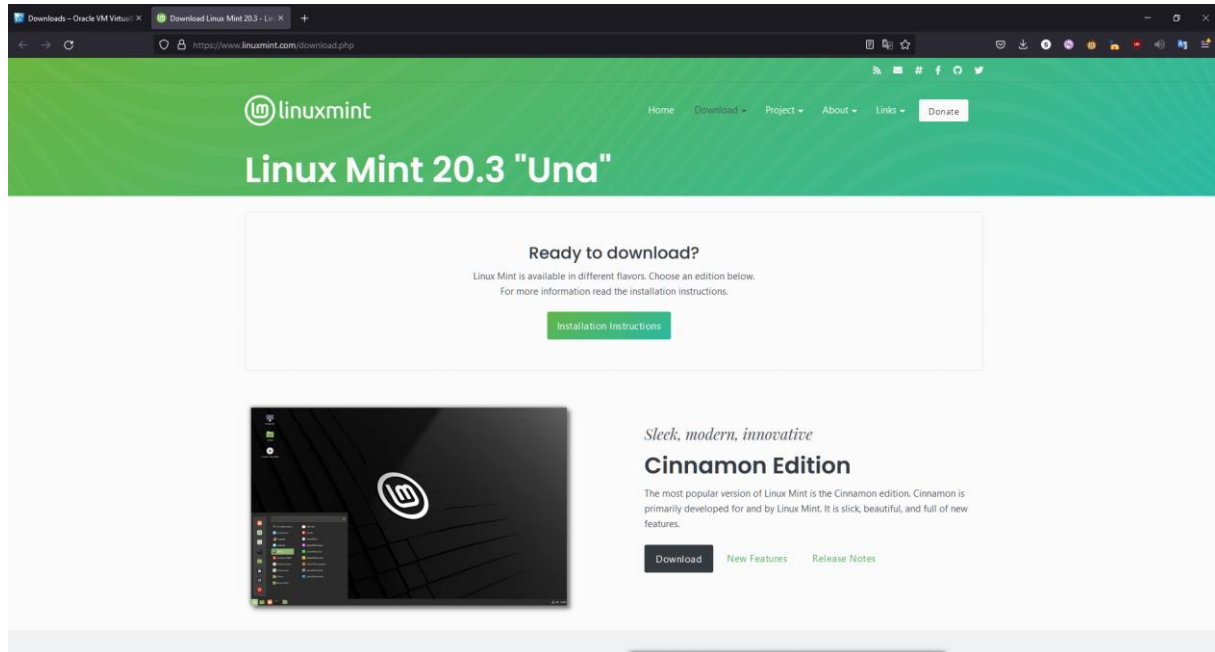 Downloads – Oracle VM Virtual
Download Linux Mint 20.3 - Lin
https://www.linuxmint.com/download.php
linuxmint
Home Download Project About Links Donate
Linux Mint 20.3 "Una"
Ready to download?
Linux Mint is available in different flavors. Choose an edition below.
For more information read the installation instructions.
Installation Instructions
Sleek, modern, innovative
Cinnamon Edition
The most popular version of Linux Mint is the Cinnamon edition. Cinnamon is
primarily developed for and by Linux Mint. It is slick, beautiful, and full of new
features.
Download New Features Release Notes